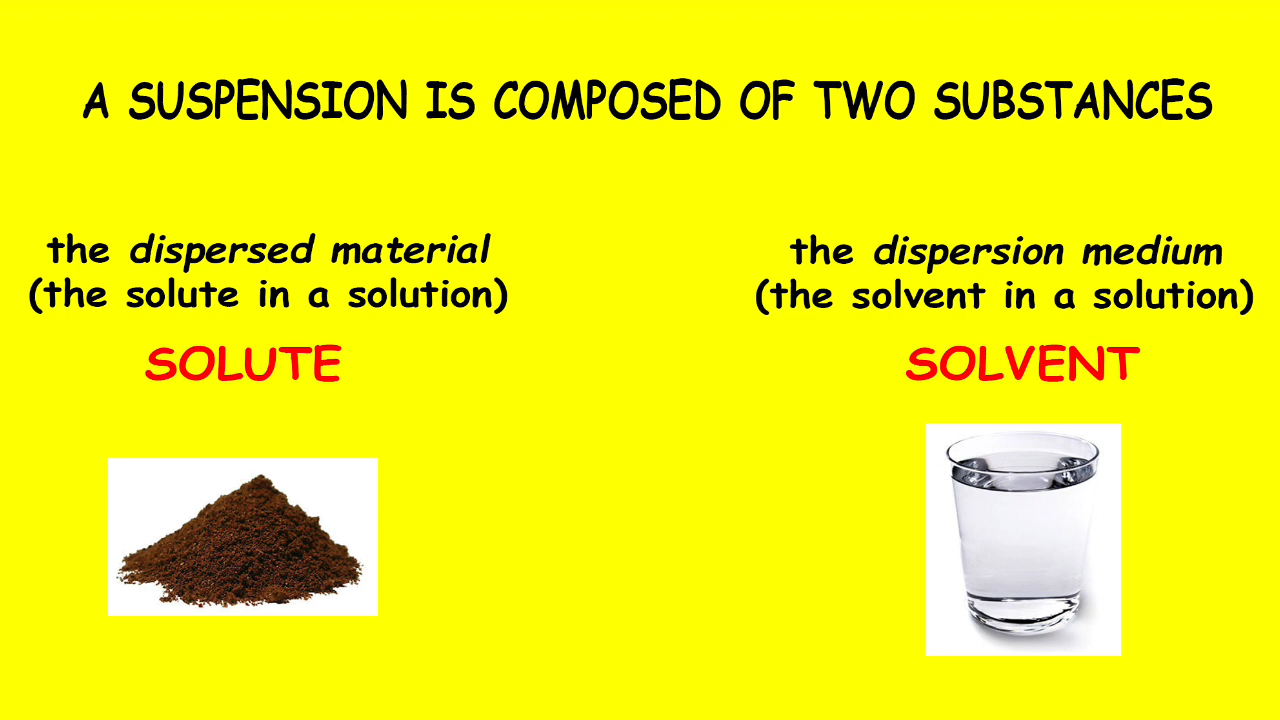 A SUSPENSION IS COMPOSED OF TWO SUBSTANCES
the dispersed material
(the solute in a solution)
SOLUTE
the dispersion medium
(the solvent in a solution)
SOLVENT